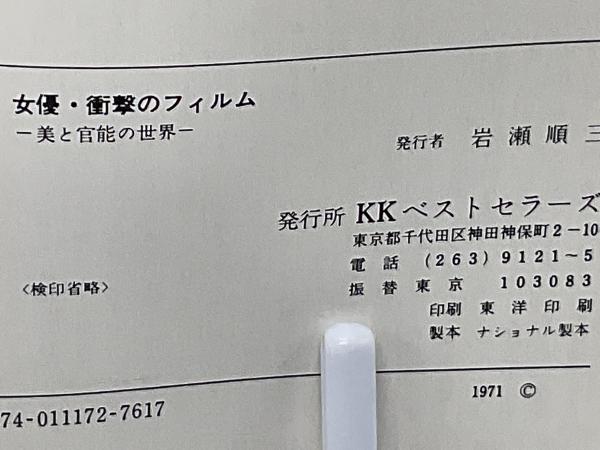 女優・衝撃のフィルム
－美と官能の世界－
発行者 岩瀬順三
発行所 KKベストセラーズ
東京都千代田区神田神保町2－10
電話 (263) 9121～5
振替 東京 103083
〈検印省略〉
印刷 東洋印刷
製本 ナショナル製本
1971 ©
74-011172-7617